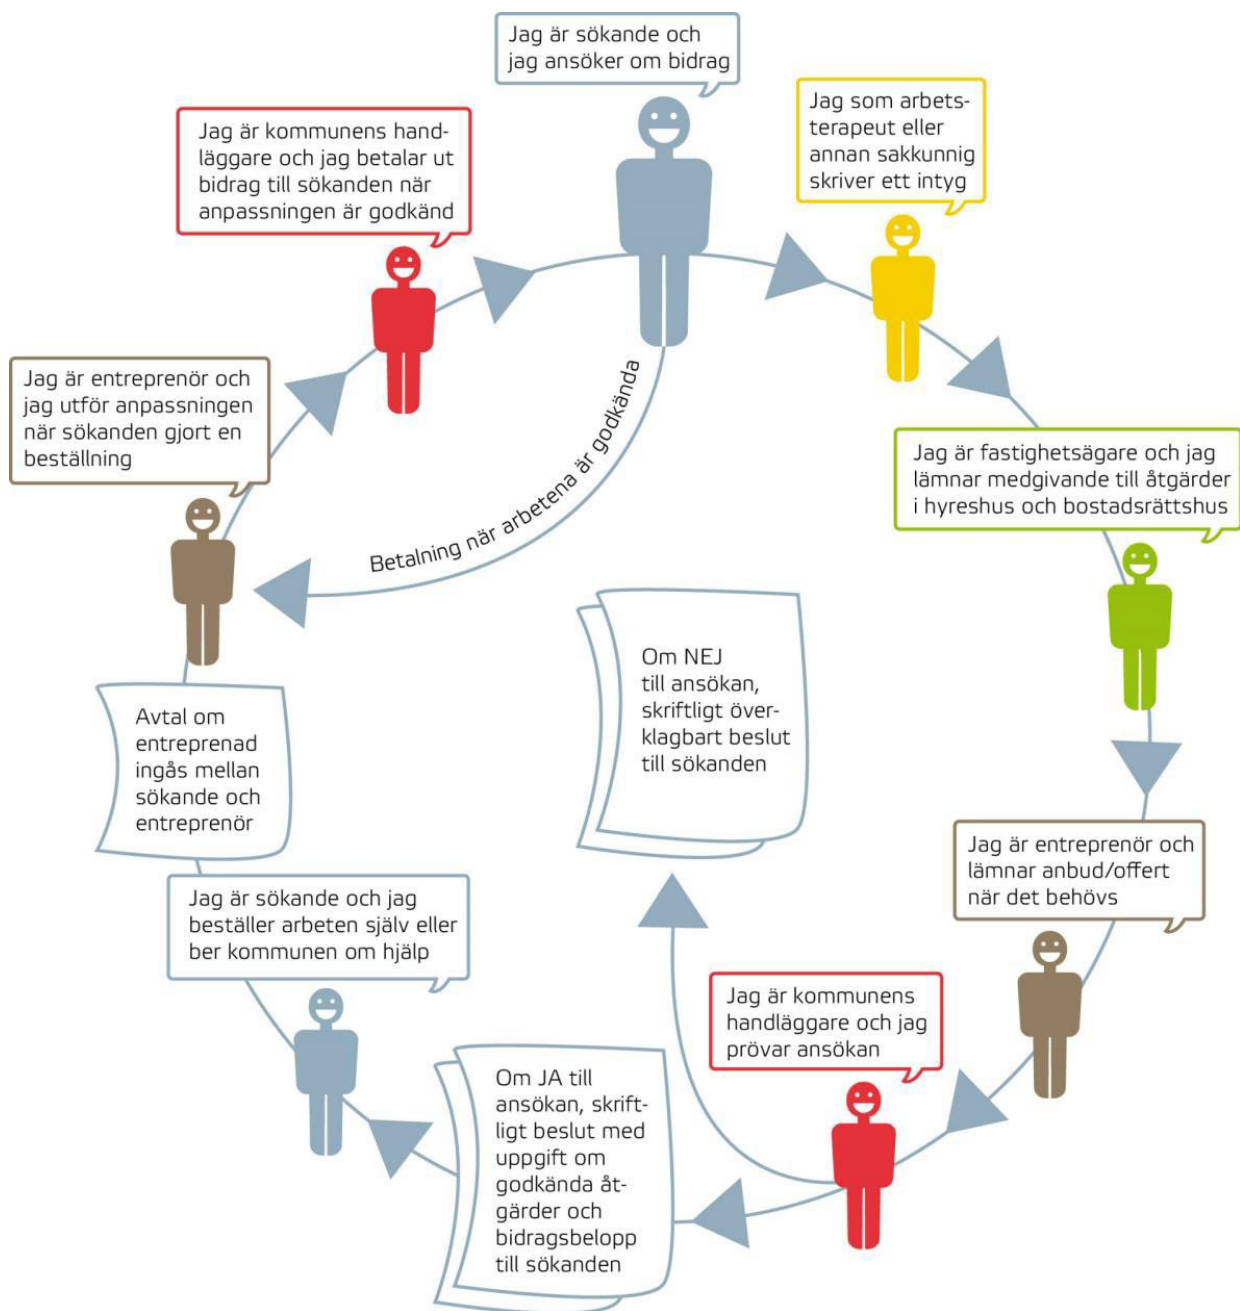 Jag är sökande och
jag ansöker om bidrag
Jag som arbets-
terapeut eller
annan sakkunnig
skriver ett intyg
Jag är fastighetsägare och jag
lämnar medgivande till åtgärder
i hyreshus och bostadsrättshus
Jag är entreprenör och
lämnar anbud/offert
när det behövs
Jag är kommunens
handläggare och jag
prövar ansökan
Om NEJ
till ansökan,
skriftligt över-
klagbart beslut
till sökanden
Om JA till
ansökan, skrift-
ligt beslut med
uppgift om
godkända åt-
gärder och
bidragsbelopp
till sökanden
Jag är sökande och jag
beställer arbeten själv eller
ber kommunen om hjälp
Avtal om
entreprenad
ingås mellan
sökande och
entreprenör
Jag är entreprenör och
jag utför anpassningen
när sökanden gjort en
beställning
Jag är kommunens hand-
läggare och jag betalar ut
bidrag till sökanden när
anpassningen är godkänd
Betalning när arbetena är godkända